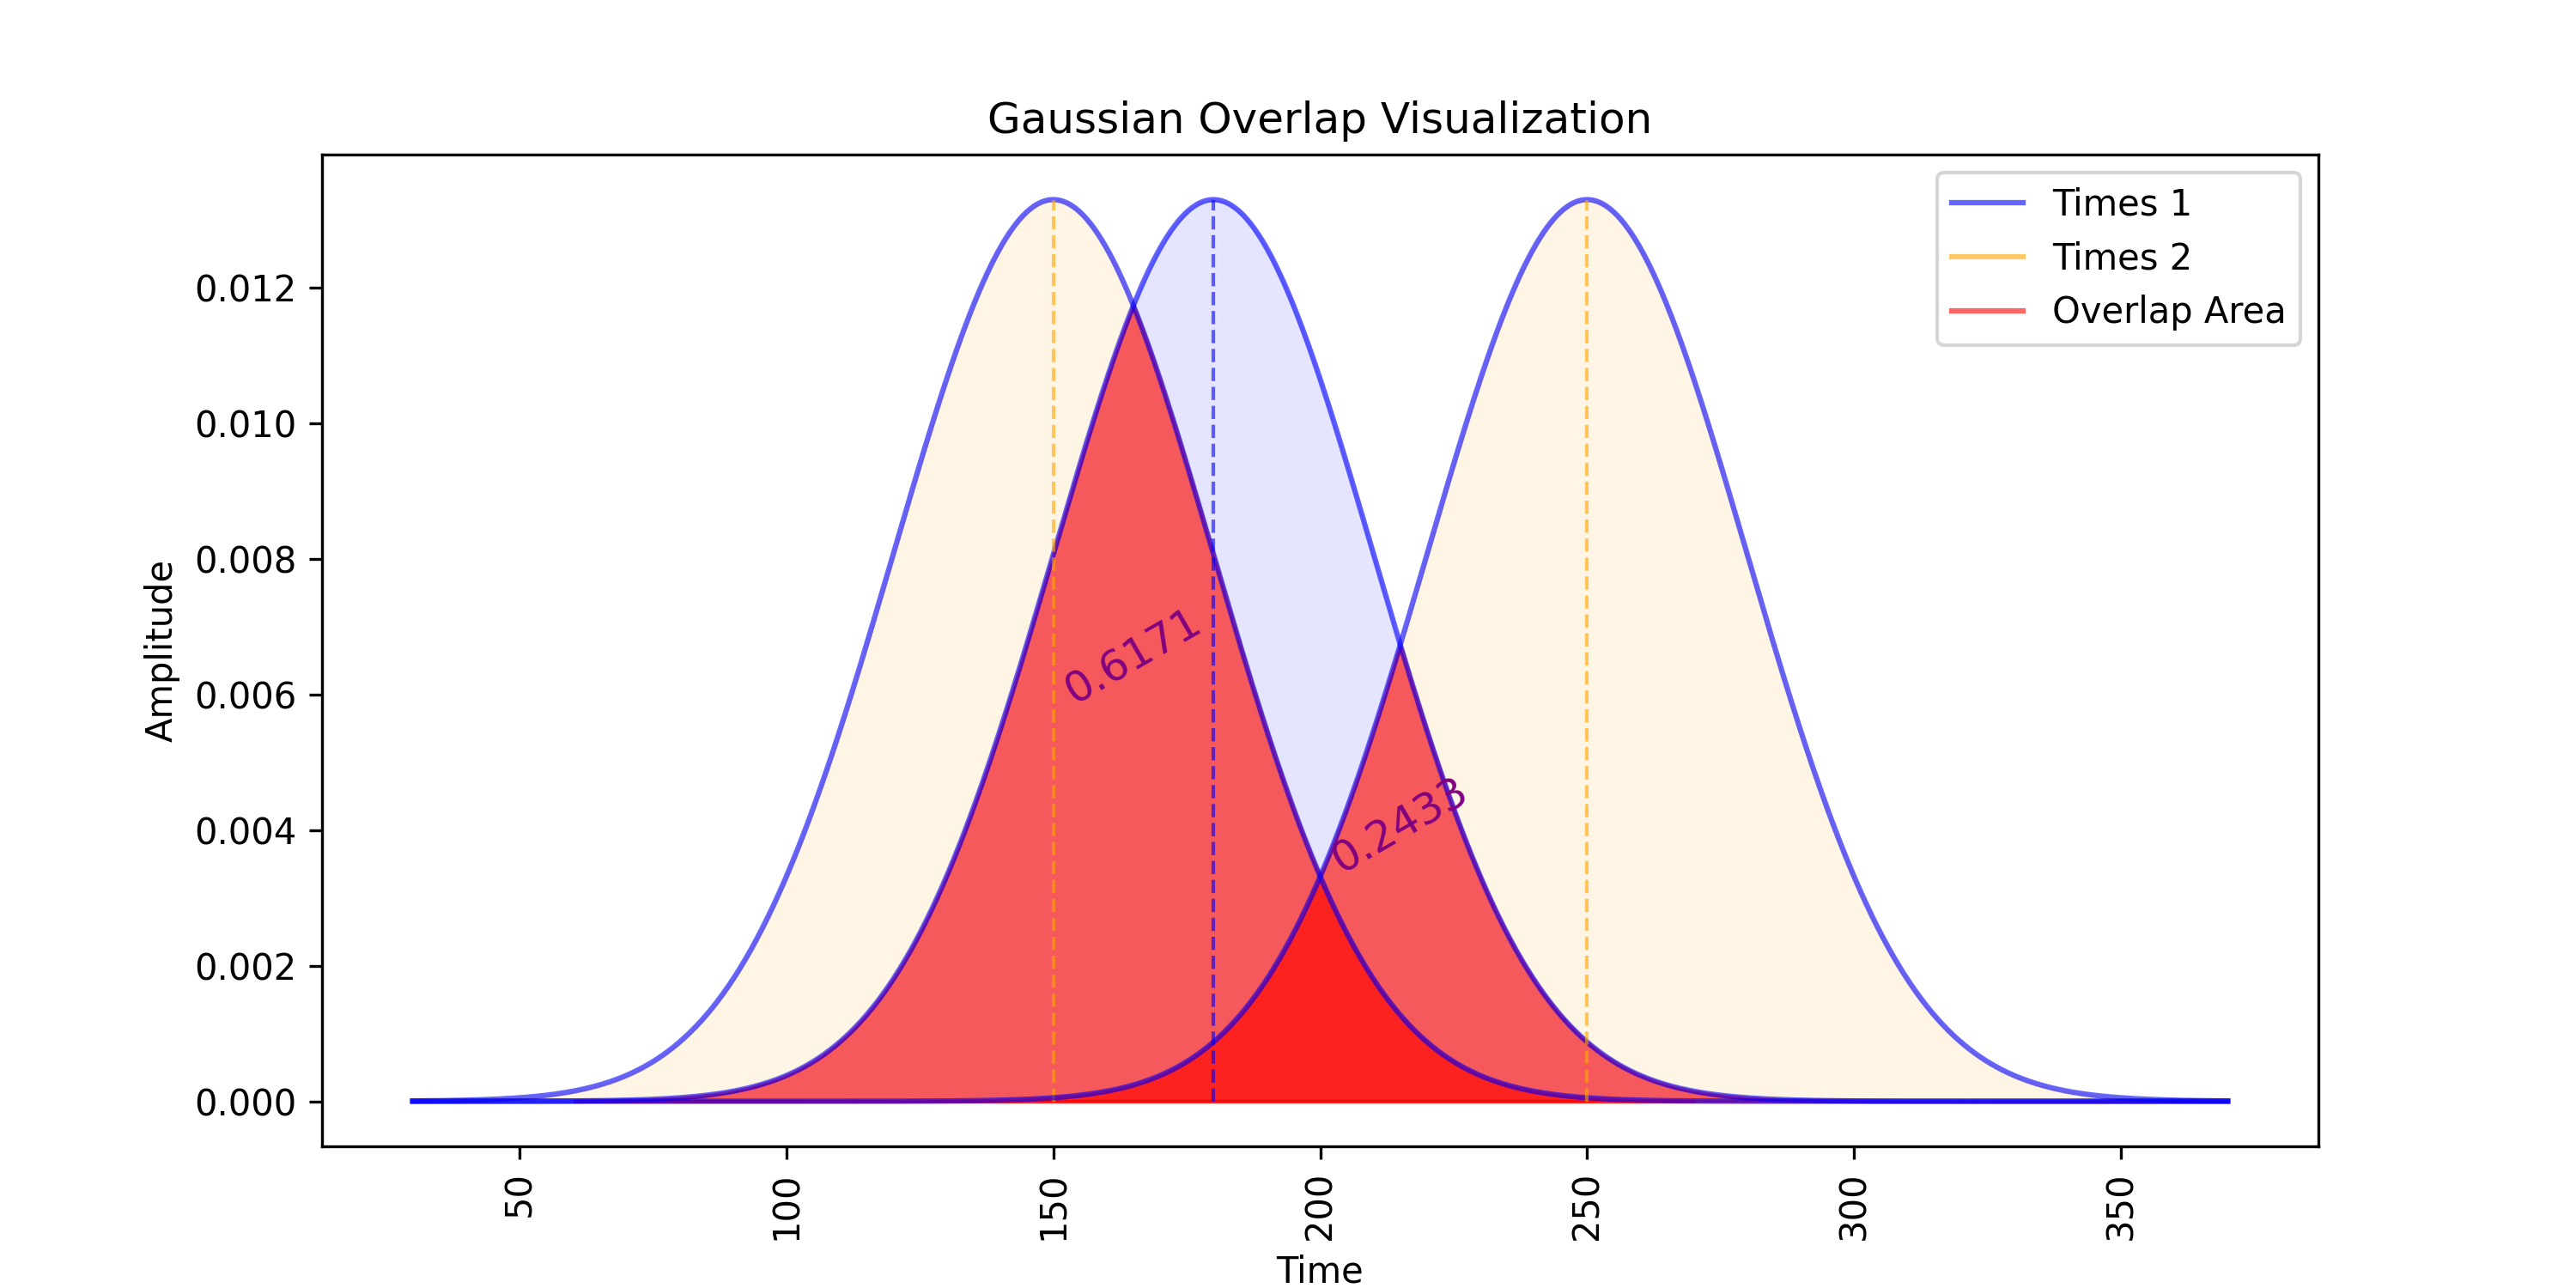 Gaussian Overlap Visualization
Times 1
Times 2
Overlap Area
Amplitude
0.012
0.010
0.008
0.006
0.004
0.002
0.000
0.6171
0.2433
50
100
150
200
250
300
350
Time